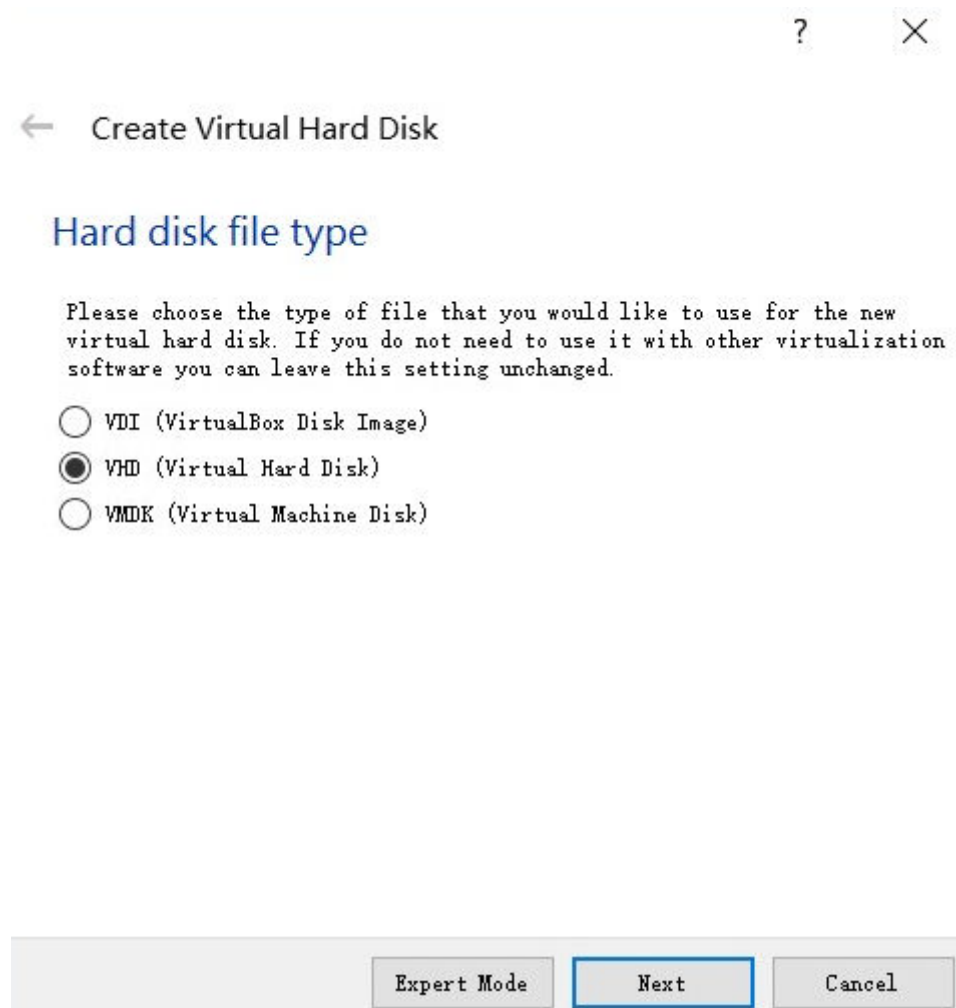 ?
Create Virtual Hard Disk
Hard disk file type
Please choose the type of file that you would like to use for the new
virtual hard disk. If you do not need to use it with other virtualization
software you can leave this setting unchanged.
VDI (VirtualBox Disk Image)
VHD (Virtual Hard Disk)
VMDK (Virtual Machine Disk)
Expert Mode
Next
Cancel